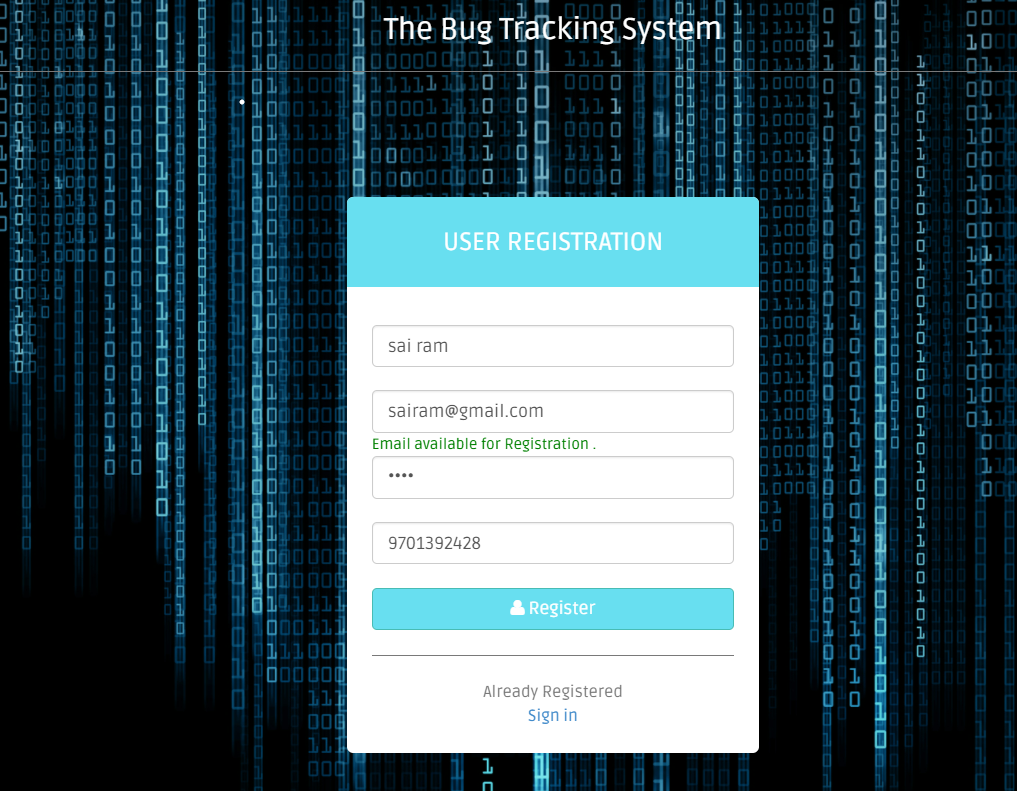 The Bug Tracking System
USER REGISTRATION
sai ram
sairam@gmail.com
Email available for Registration .
••••
9701392428
Register
Already Registered
Sign in